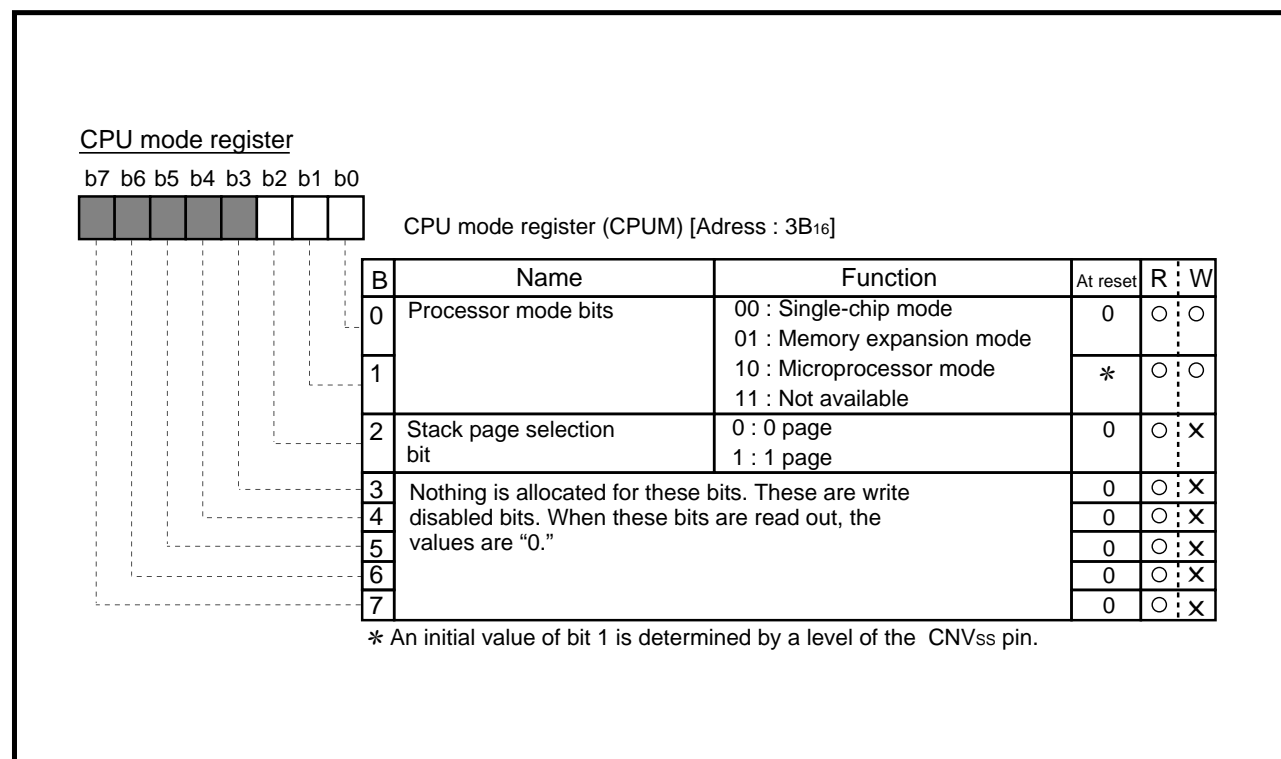 CPU mode register
b7 b6 b5 b4 b3 b2 b1 b0
CPU mode register (CPUM) [Adress : 3B16]
B Name Function At reset R W
0 Processor mode bits 00 : Single-chip mode 0 ○ ○
01 : Memory expansion mode
1 10 : Microprocessor mode * ○ ○
11 : Not available
2 Stack page selection 0 : 0 page 0 ○ ×
bit 1 : 1 page
3 Nothing is allocated for these bits. These are write 0 ○ ×
4 disabled bits. When these bits are read out, the 0 ○ ×
5 values are “0.” 0 ○ ×
6 0 ○ ×
7 0 ○ ×
* An initial value of bit 1 is determined by a level of the CNVss pin.